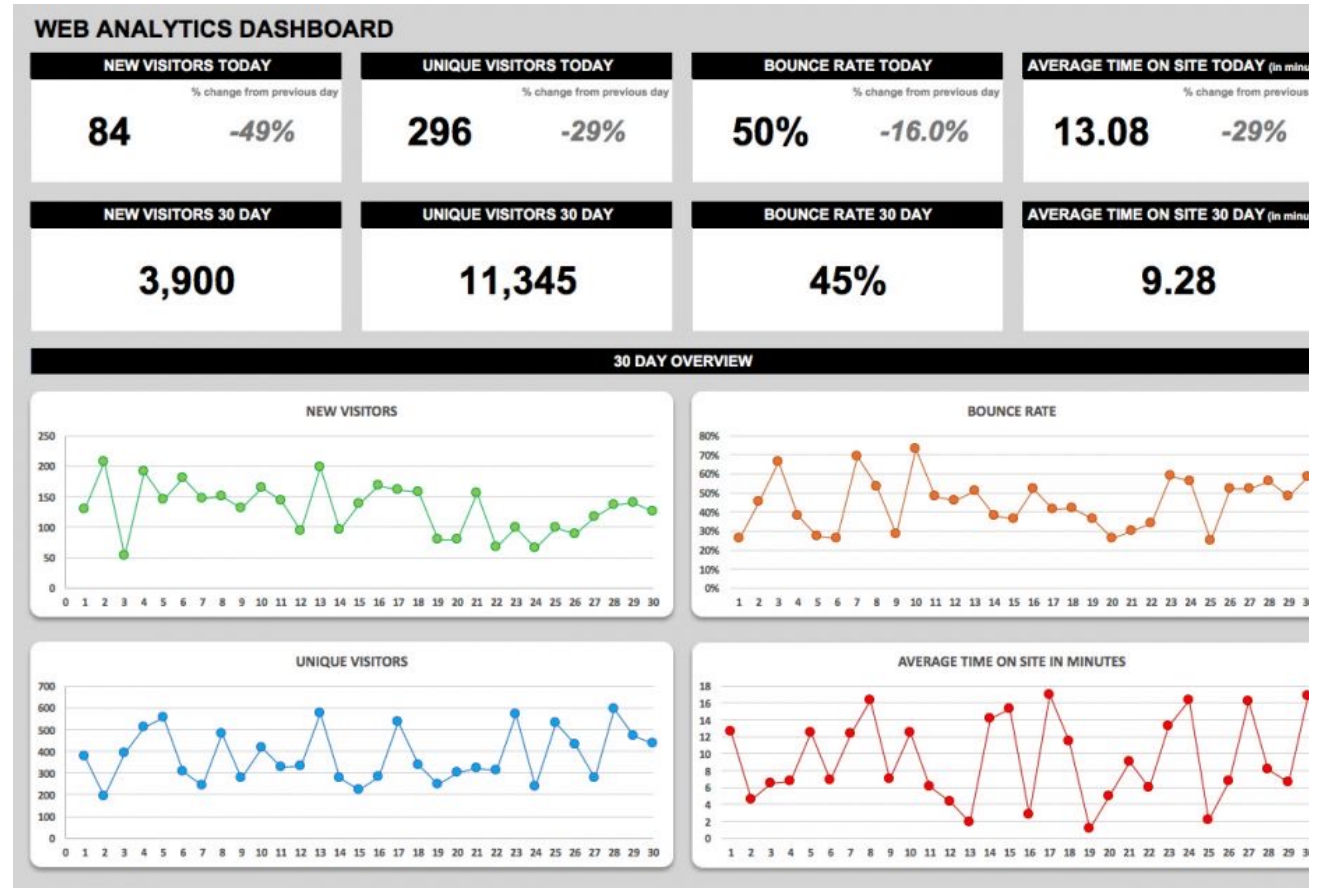 WEB ANALYTICS DASHBOARD
NEW VISITORS TODAY
% change from previous day
84 -49%
UNIQUE VISITORS TODAY
% change from previous day
296 -29%
BOUNCE RATE TODAY
% change from previous day
50% -16.0%
AVERAGE TIME ON SITE TODAY (in minu
% change from previous
13.08 -29%
NEW VISITORS 30 DAY
3,900
UNIQUE VISITORS 30 DAY
11,345
BOUNCE RATE 30 DAY
45%
AVERAGE TIME ON SITE 30 DAY (in minu
9.28
30 DAY OVERVIEW
NEW VISITORS
250
200
150
100
50
0
0 1 2 3 4 5 6 7 8 9 10 11 12 13 14 15 16 17 18 19 20 21 22 23 24 25 26 27 28 29 30
BOUNCE RATE
80%
70%
60%
50%
40%
30%
20%
10%
0%
1 2 3 4 5 6 7 8 9 10 11 12 13 14 15 16 17 18 19 20 21 22 23 24 25 26 27 28 29 3
UNIQUE VISITORS
700
600
500
400
300
200
100
0
0 1 2 3 4 5 6 7 8 9 10 11 12 13 14 15 16 17 18 19 20 21 22 23 24 25 26 27 28 29 30
AVERAGE TIME ON SITE IN MINUTES
18
16
14
12
10
8
6
4
2
0
1 2 3 4 5 6 7 8 9 10 11 12 13 14 15 16 17 18 19 20 21 22 23 24 25 26 27 28 29 3